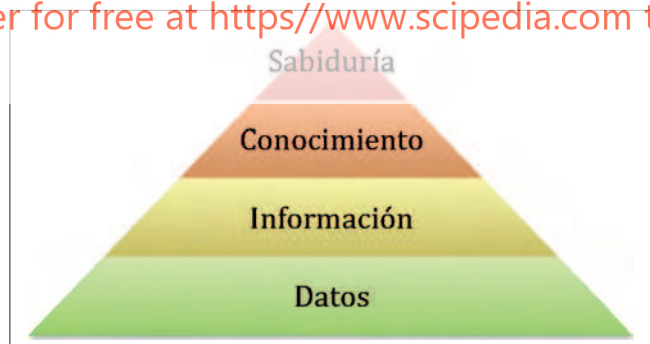 er for free at https//www.scipedia.com t
Sabiduría
Conocimiento
Información
Datos